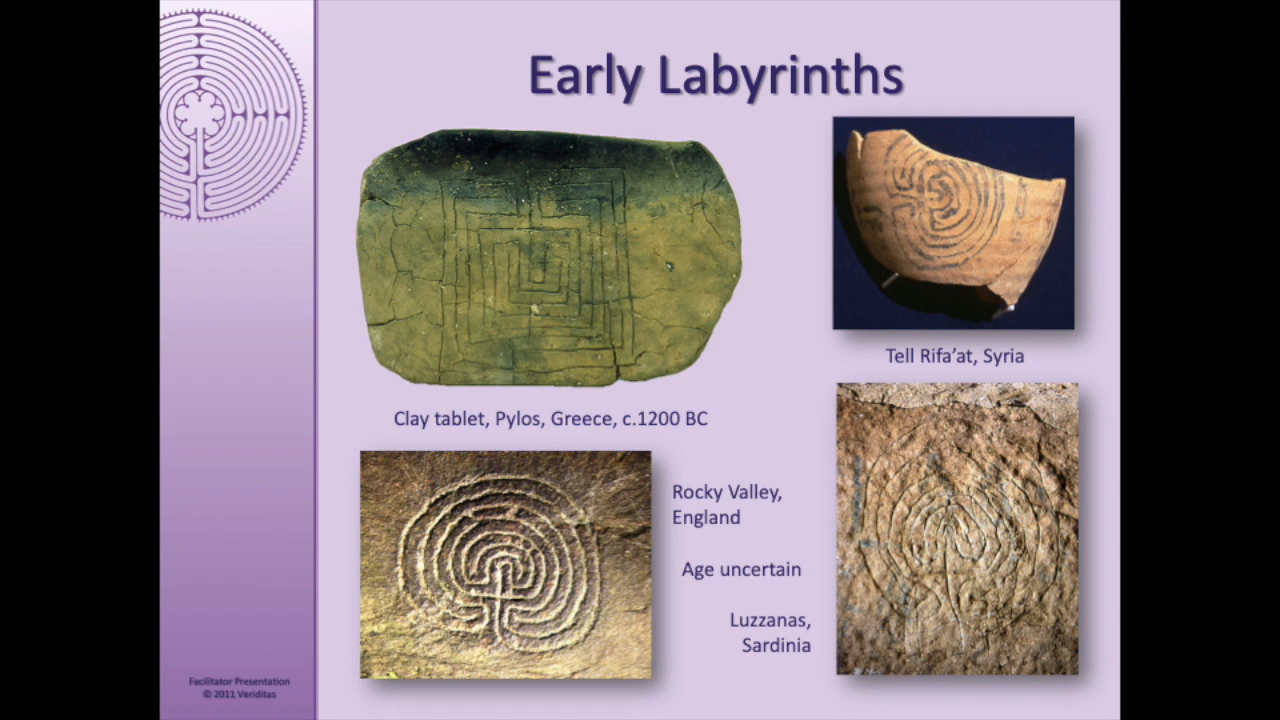 Early Labyrinths
Clay tablet, Pylos, Greece, c.1200 BC
Tell Rifa’at, Syria
Rocky Valley,
England
Age uncertain
Luzzanas,
Sardinia
Facilitator Presentation
© 2011 Veriditas